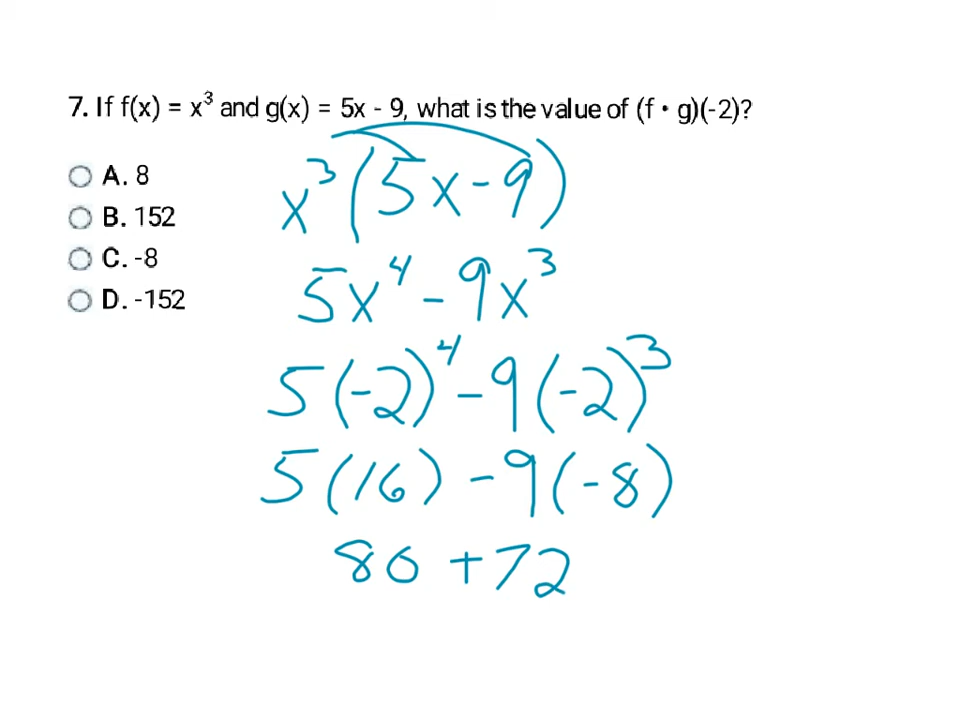 7. If f(x) = x³ and g(x) = 5x - 9, what is the value of (f • g)(-2)?
A. 8
B. 152
C. -8
D. -152
x³(5x-9)
5x⁴ - 9x³
5(-2)⁴ - 9(-2)³
5(16) - 9(-8)
80 + 72